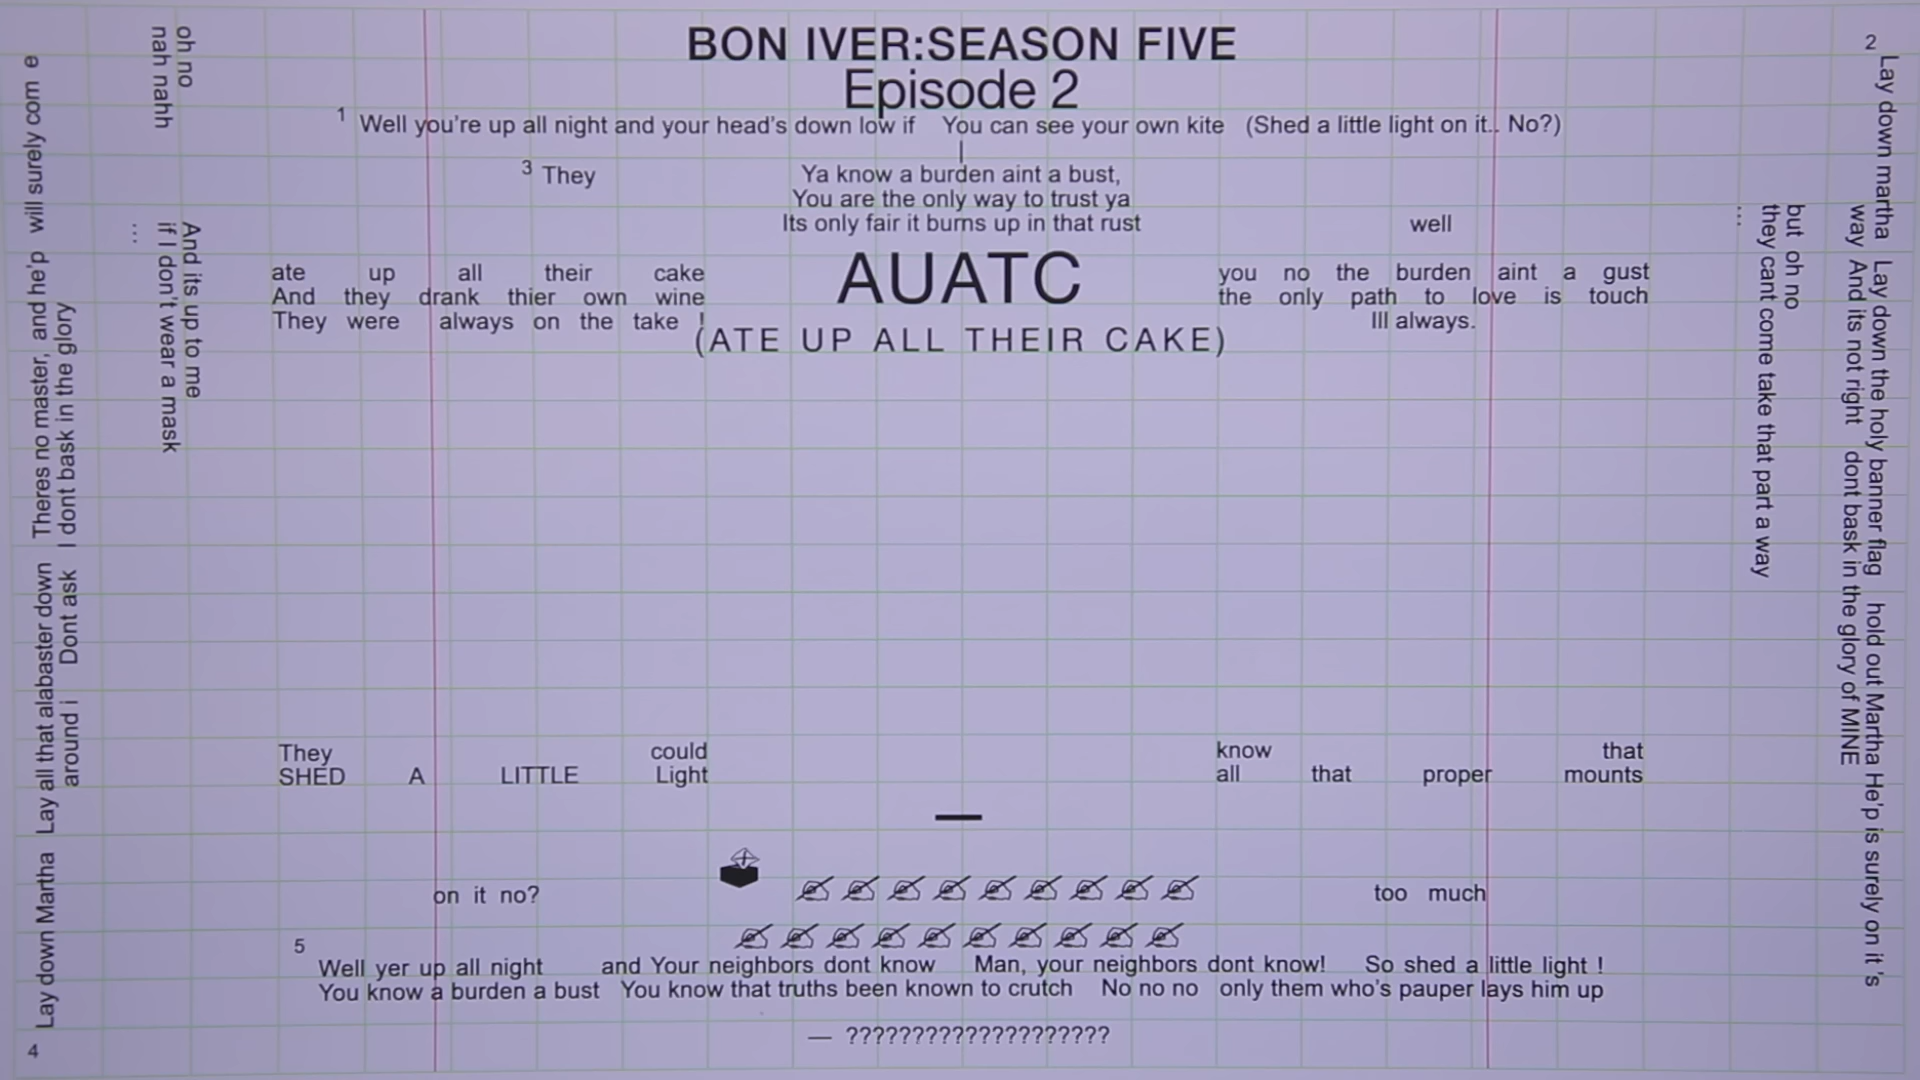 BON IVER:SEASON FIVE
Episode 2
1 Well you're up all night and your head's down low if You can see your own kite (Shed a little light on it.. No?)
Ya know a burden aint a bust,
You are the only way to trust ya
Its only fair it burns up in that rust
AUATC
(ATE UP ALL THEIR CAKE)
2
Lay down martha Lay down the holy banner flag hold out Martha He'p is surely on it's
way And its not right dont bask in the glory of MINE
but oh no
they cant come take that part a way
...
3 They
ate up all their cake
And they drank thier own wine
They were always on the take !
well
you no the burden aint a gust
the only path to love is touch
Ill always.
They could
SHED A LITTLE Light
on it no?
know that
all that proper mounts
too much
4
Lay down Martha Lay all that alabaster down Theres no master, and he'p will surely com e
around i Dont ask I dont bask in the glory
oh no
nah nahh
And its up to me
if I don't wear a mask
...
5
Well yer up all night and Your neighbors dont know Man, your neighbors dont know! So shed a little light !
You know a burden a bust You know that truths been known to crutch No no no only them who's pauper lays him up
— ????????????????????